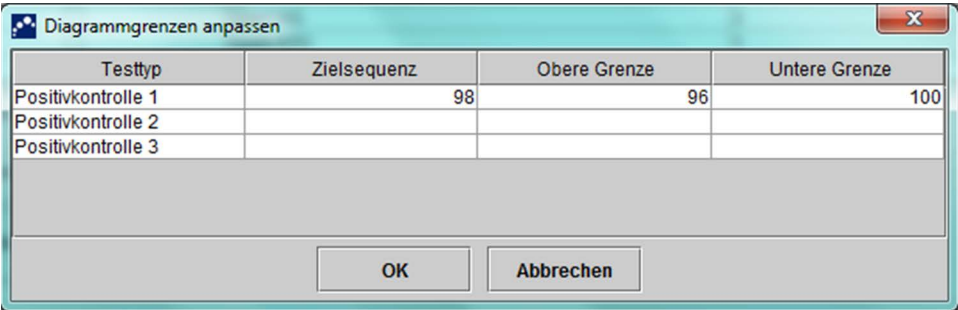 Diagrammgrenzen anpassen
Testtyp Zielsequenz Obere Grenze Untere Grenze
Positivkontrolle 1 98 96 100
Positivkontrolle 2
Positivkontrolle 3
OK Abbrechen